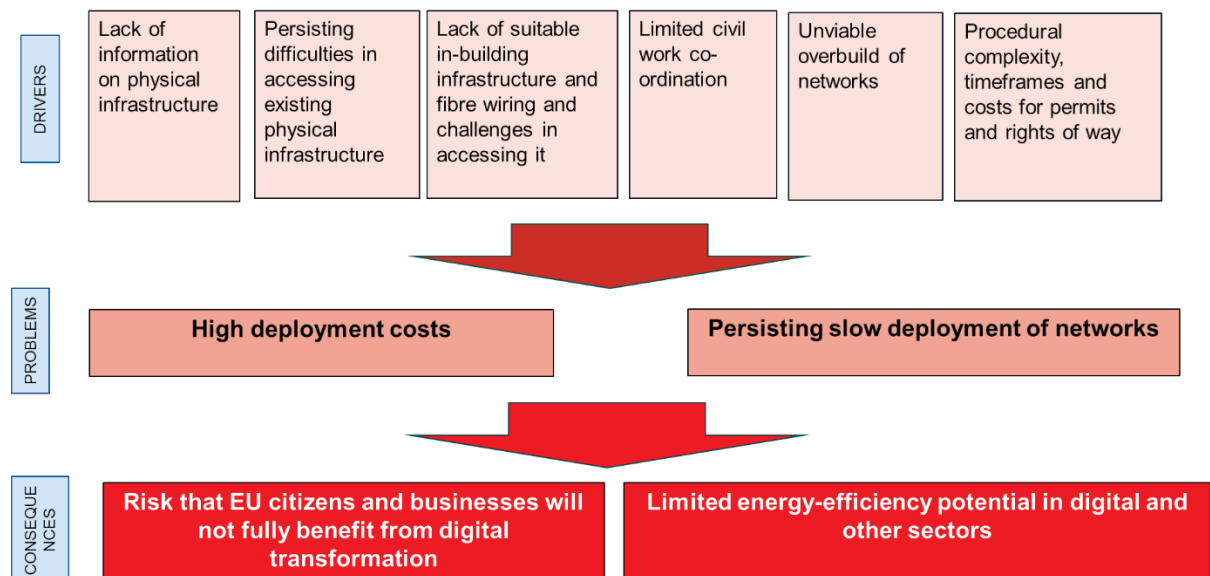 DRIVERS
Lack of
information
on physical
infrastructure
Persisting
difficulties in
accessing
existing
physical
infrastructure
Lack of suitable
in-building
infrastructure and
fibre wiring and
challenges in
accessing it
Limited civil
work co-
ordination
Unviable
overbuild of
networks
Procedural
complexity,
timeframes and
costs for permits
and rights of way
PROBLEMS
High deployment costs
Persisting slow deployment of networks
CONSEQUE
NCES
Risk that EU citizens and businesses will
not fully benefit from digital
transformation
Limited energy-efficiency potential in digital and
other sectors